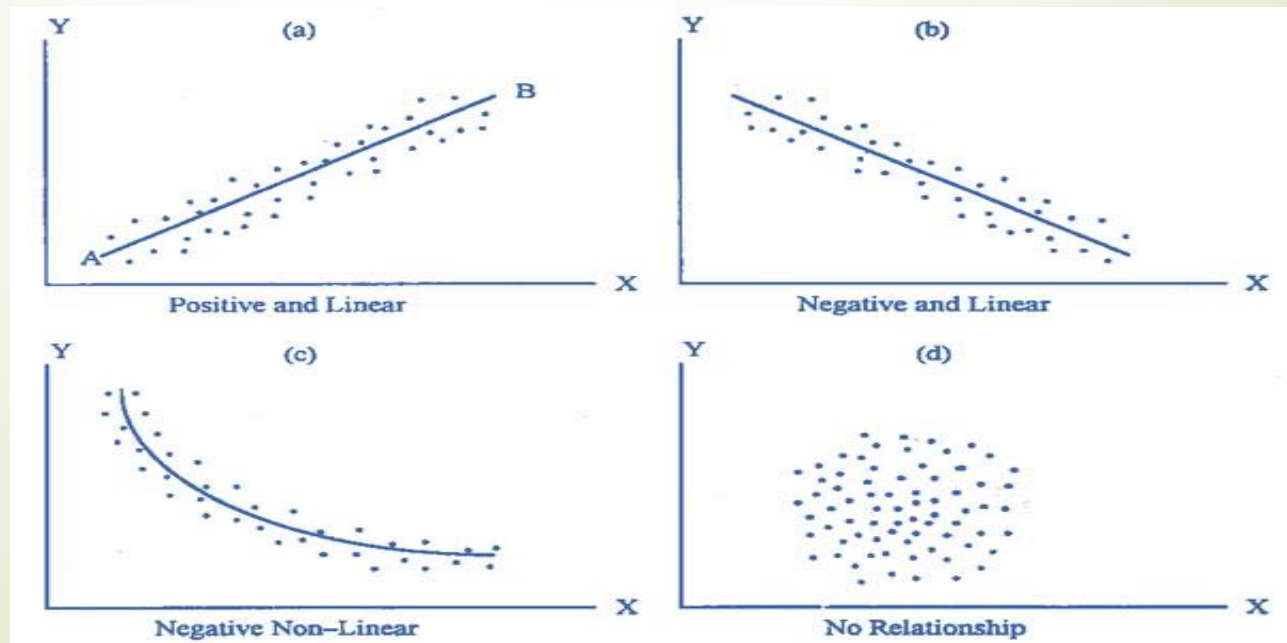 Y
(a)
B
A
X
Positive and Linear
Y
(b)
X
Negative and Linear
Y
(c)
X
Negative Non-Linear
Y
(d)
X
No Relationship